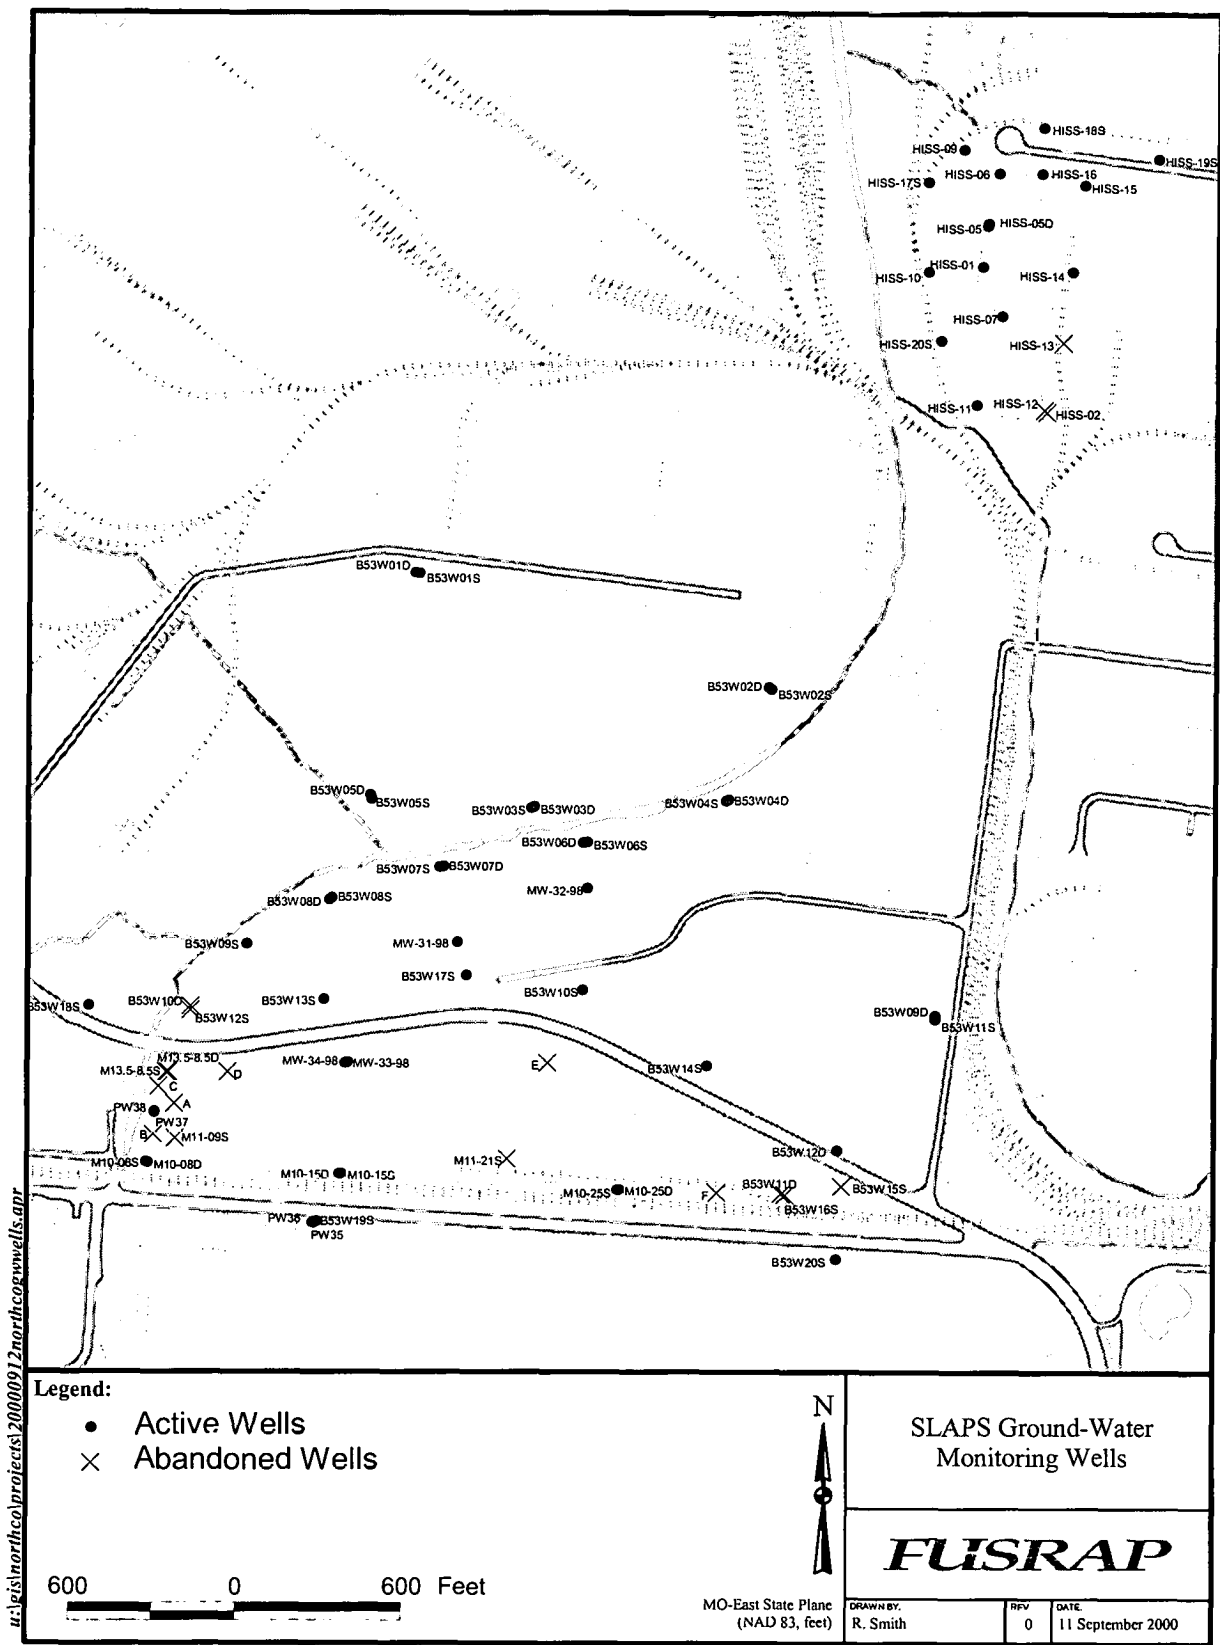 HISS-18S
HISS-09
HISS-19S
HISS-06
HISS-16
HISS-17S
HISS-15
HISS-05
HISS-05D
HISS-01
HISS-10
HISS-14
HISS-07
HISS-20S
HISS-13
HISS-12
HISS-11
HISS-02
B53W01D
B53W01S
B53W02D
B53W02S
B53W05D
B53W05S
B53W03S
B53W03D
B53W04S
B53W04D
B53W06D
B53W06S
B53W07S
B53W07D
MW-32-98
B53W08D
B53W08S
B53W09S
MW-31-98
B53W17S
B53W10S
B53W18S
B53W10D
B53W12S
B53W13S
B53W09D
B53W11S
M13.5-8.5D
M13.5-8.5S
MW-34-98
MW-33-98
E
B53W14S
D
C
A
PW38
PW37
B
M11-09S
M10-08S
M10-08D
M11-21S
B53W12D
M10-15D
M10-15S
M10-25S
M10-25D
F
B53W11D
B53W15S
B53W16S
PW36
B53W19S
PW35
B53W20S
u:\gis\northco\projects\20000912northcogwwells.apr
Legend:
Active Wells
Abandoned Wells
600 0 600 Feet
N
MO-East State Plane
(NAD 83, feet)
SLAPS Ground-Water
Monitoring Wells
FUSRAP
DRAWN BY.
R. Smith
REV
0
DATE.
11 September 2000